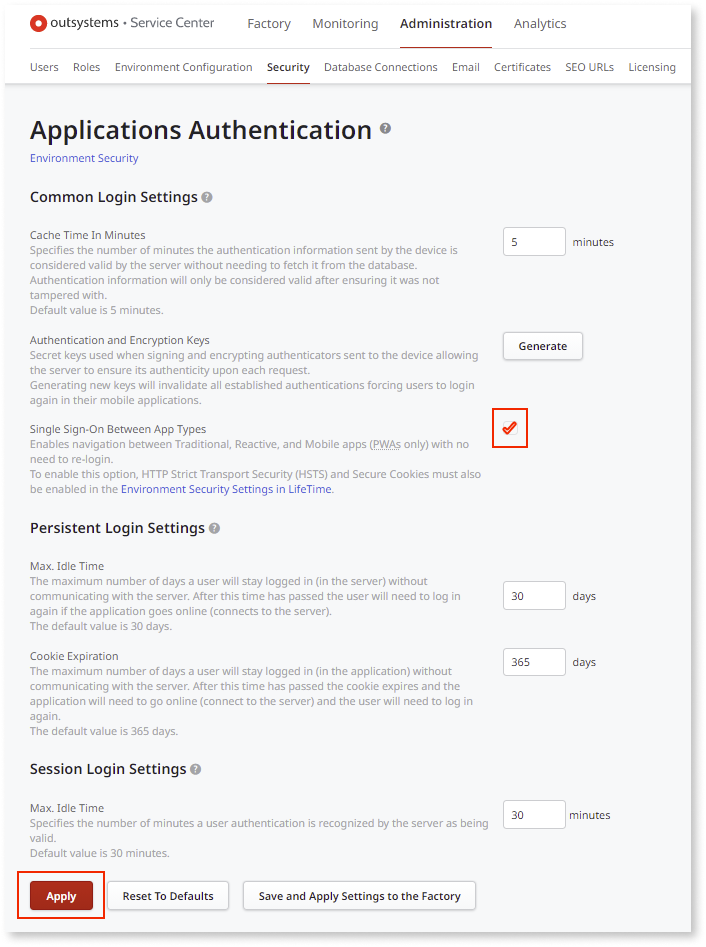 outsystems • Service Center Factory Monitoring Administration Analytics
Users Roles Environment Configuration Security Database Connections Email Certificates SEO URLs Licensing
Applications Authentication ?
Environment Security
Common Login Settings ?
Cache Time In Minutes
Specifies the number of minutes the authentication information sent by the device is
considered valid by the server without needing to fetch it from the database.
Authentication information will only be considered valid after ensuring it was not
tampered with.
Default value is 5 minutes.
5 minutes
Authentication and Encryption Keys
Secret keys used when signing and encrypting authenticators sent to the device allowing
the server to ensure its authenticity upon each request.
Generating new keys will invalidate all established authentications forcing users to login
again in their mobile applications.
Generate
Single Sign-On Between App Types
Enables navigation between Traditional, Reactive, and Mobile apps (PWAs only) with no
need to re-login.
To enable this option, HTTP Strict Transport Security (HSTS) and Secure Cookies must also
be enabled in the Environment Security Settings in LifeTime.
Persistent Login Settings ?
Max. Idle Time
The maximum number of days a user will stay logged in (in the server) without
communicating with the server. After this time has passed the user will need to log in
again if the application goes online (connects to the server).
The default value is 30 days.
30 days
Cookie Expiration
The maximum number of days a user will stay logged in (in the application) without
communicating with the server. After this time has passed the cookie expires and the
application will need to go online (connect to the server) and the user will need to log in
again.
The default value is 365 days.
365 days
Session Login Settings ?
Max. Idle Time
Specifies the number of minutes a user authentication is recognized by the server as being
valid.
Default value is 30 minutes.
30 minutes
Apply Reset To Defaults Save and Apply Settings to the Factory